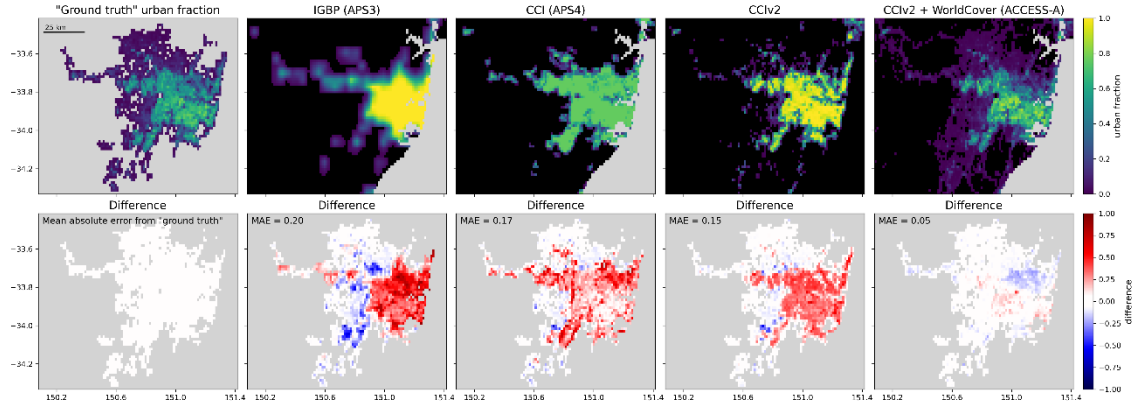 "Ground truth" urban fraction
IGBP (APS3)
CCI (APS4)
CCIv2
CCIv2 + WorldCover (ACCESS-A)
25 km
−33.6
−33.8
−34.0
−34.2
1.0
0.8
0.6
0.4
0.2
0.0
urban fraction
Difference
Difference
Difference
Difference
Difference
Mean absolute error from "ground truth"
MAE = 0.20
MAE = 0.17
MAE = 0.15
MAE = 0.05
−33.6
−33.8
−34.0
−34.2
1.00
0.75
0.50
0.25
0.00
−0.25
−0.50
−0.75
−1.00
difference
150.2 150.6 151.0 151.4
150.2 150.6 151.0 151.4
150.2 150.6 151.0 151.4
150.2 150.6 151.0 151.4
150.2 150.6 151.0 151.4